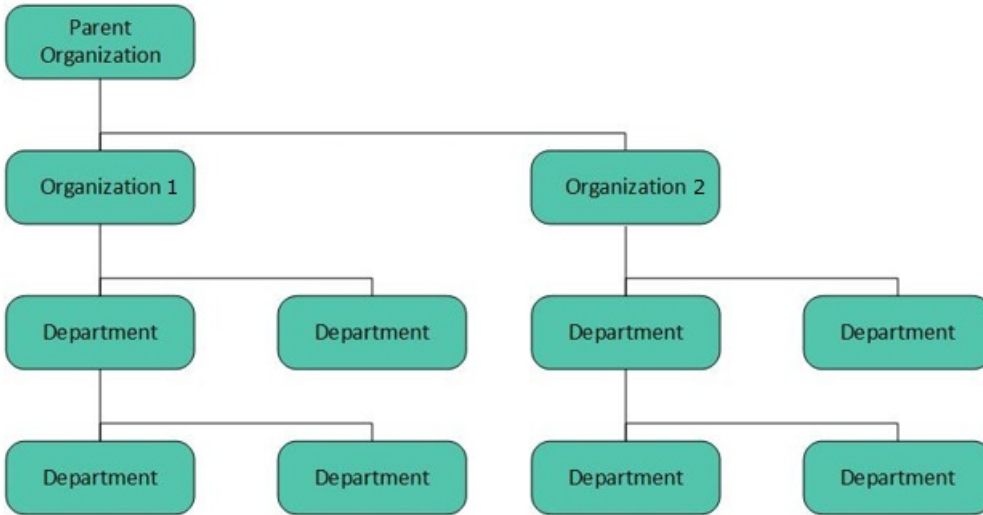 Parent
Organization
Organization 1
Organization 2
Department
Department
Department
Department
Department
Department
Department
Department